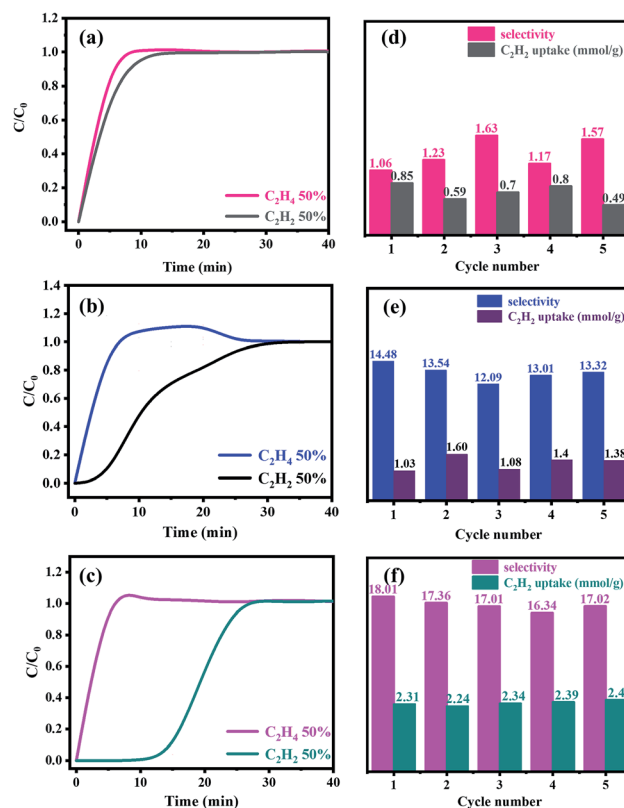 (a)
C/C₀
1.2
1.0
0.8
0.6
0.4
0.2
0.0
C₂H₄ 50%
C₂H₂ 50%
0 10 20 30 40
Time (min)
(d)
selectivity
C₂H₂ uptake (mmol/g)
1.06 0.85 1.23 0.59 1.63 0.7 1.17 0.8 1.57 0.49
1 2 3 4 5
Cycle number
(b)
C/C₀
1.4
1.2
1.0
0.8
0.6
0.4
0.2
0.0
C₂H₄ 50%
C₂H₂ 50%
0 10 20 30 40
Time (min)
(e)
selectivity
C₂H₂ uptake (mmol/g)
14.48 1.03 13.54 1.60 12.09 1.08 13.01 1.4 13.32 1.38
1 2 3 4 5
Cycle number
(c)
C/C₀
1.2
1.0
0.8
0.6
0.4
0.2
0.0
C₂H₄ 50%
C₂H₂ 50%
0 10 20 30 40
Time (min)
(f)
selectivity
C₂H₂ uptake (mmol/g)
18.01 2.31 17.36 2.24 17.01 2.34 16.34 2.39 17.02 2.4
1 2 3 4 5
Cycle number